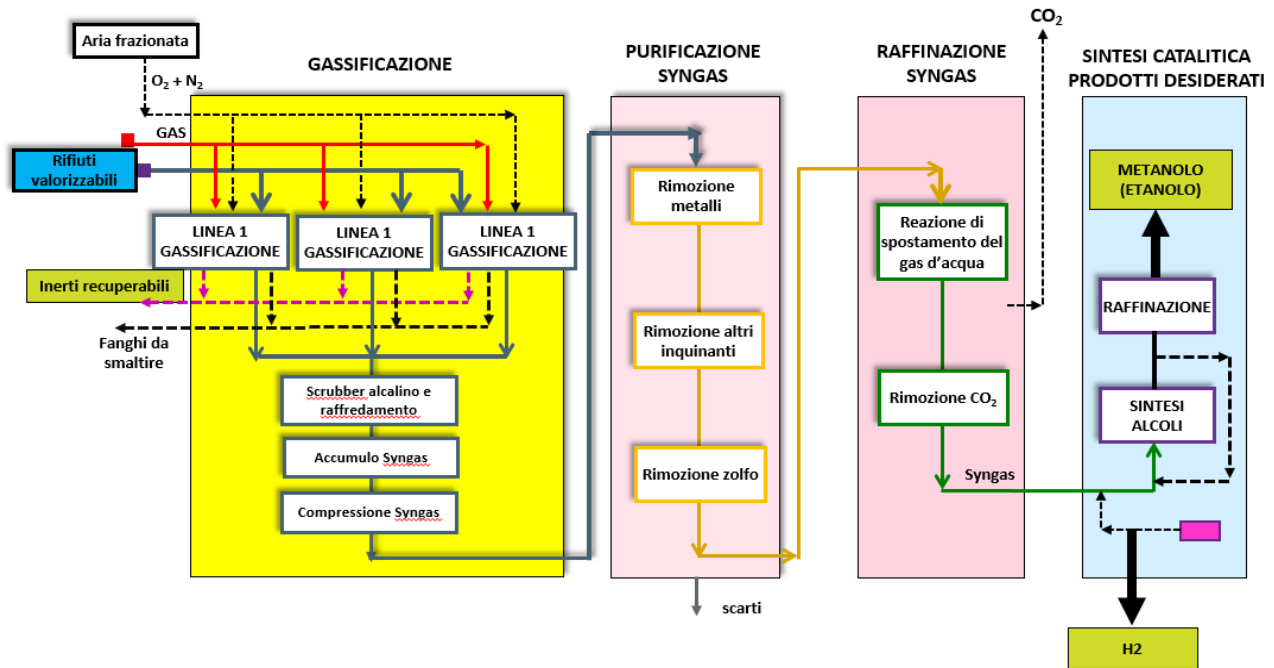 Aria frazionata
O₂ + N₂
GASSIFICAZIONE
PURIFICAZIONE
SYNGAS
RAFFINAZIONE
SYNGAS
CO₂
SINTESI CATALITICA
PRODOTTI DESIDERATI
GAS
Rifiuti
valorizzabili
LINEA 1
GASSIFICAZIONE
LINEA 1
GASSIFICAZIONE
LINEA 1
GASSIFICAZIONE
Inerti recuperabili
Fanghi da
smaltire
Scrubber alcalino e
raffredamento
Accumulo Syngas
Compressione Syngas
Rimozione
metalli
Rimozione altri
inquinanti
Rimozione zolfo
scarti
Reazione di
spostamento del
gas d'acqua
Rimozione CO₂
Syngas
METANOLO
(ETANOLO)
RAFFINAZIONE
SINTESI
ALCOLI
H2